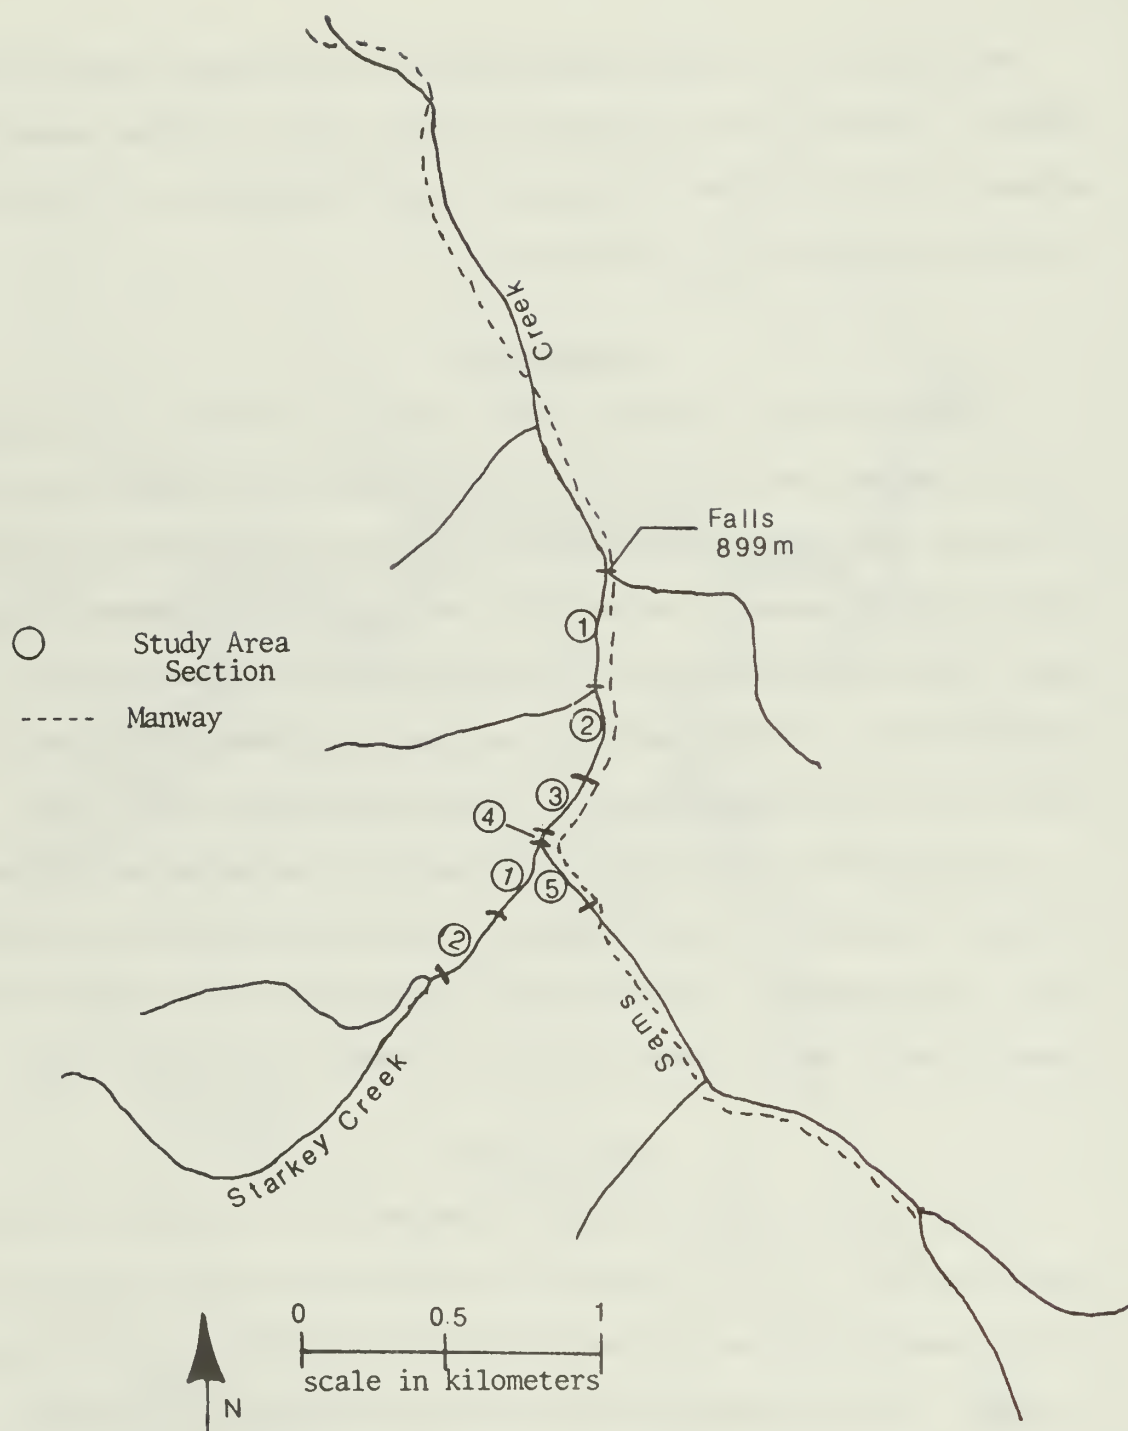 Creek
Falls
899m
①
Study Area
Section
Manway
②
③
④
①
⑤
②
Sams
Starkey Creek
0 0.5 1
scale in kilometers
N